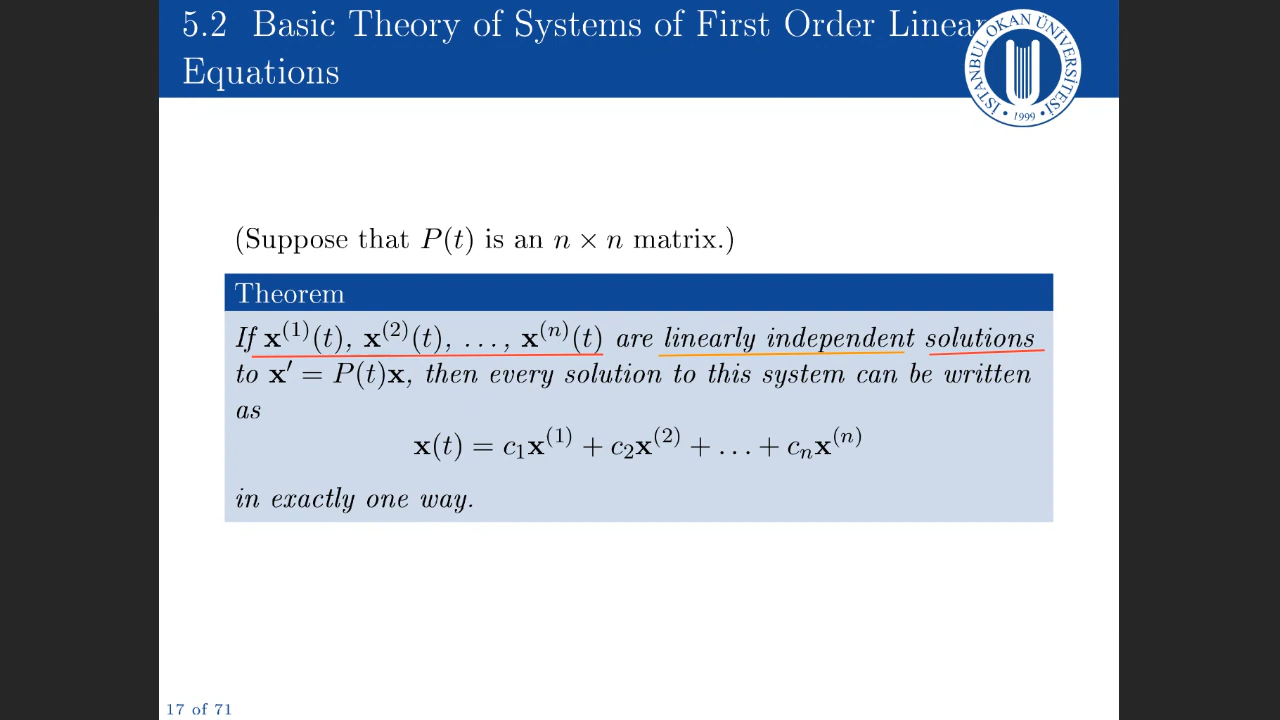 5.2 Basic Theory of Systems of First Order Linear
Equations
İSTANBUL OKAN ÜNİVERSİTESİ
• 1999 •
(Suppose that P(t) is an n × n matrix.)
Theorem
If x⁽¹⁾(t), x⁽²⁾(t), . . . , x⁽ⁿ⁾(t) are linearly independent solutions
to x′ = P(t)x, then every solution to this system can be written
as
x(t) = c₁x⁽¹⁾ + c₂x⁽²⁾ + . . . + cₙx⁽ⁿ⁾
in exactly one way.
17 of 71